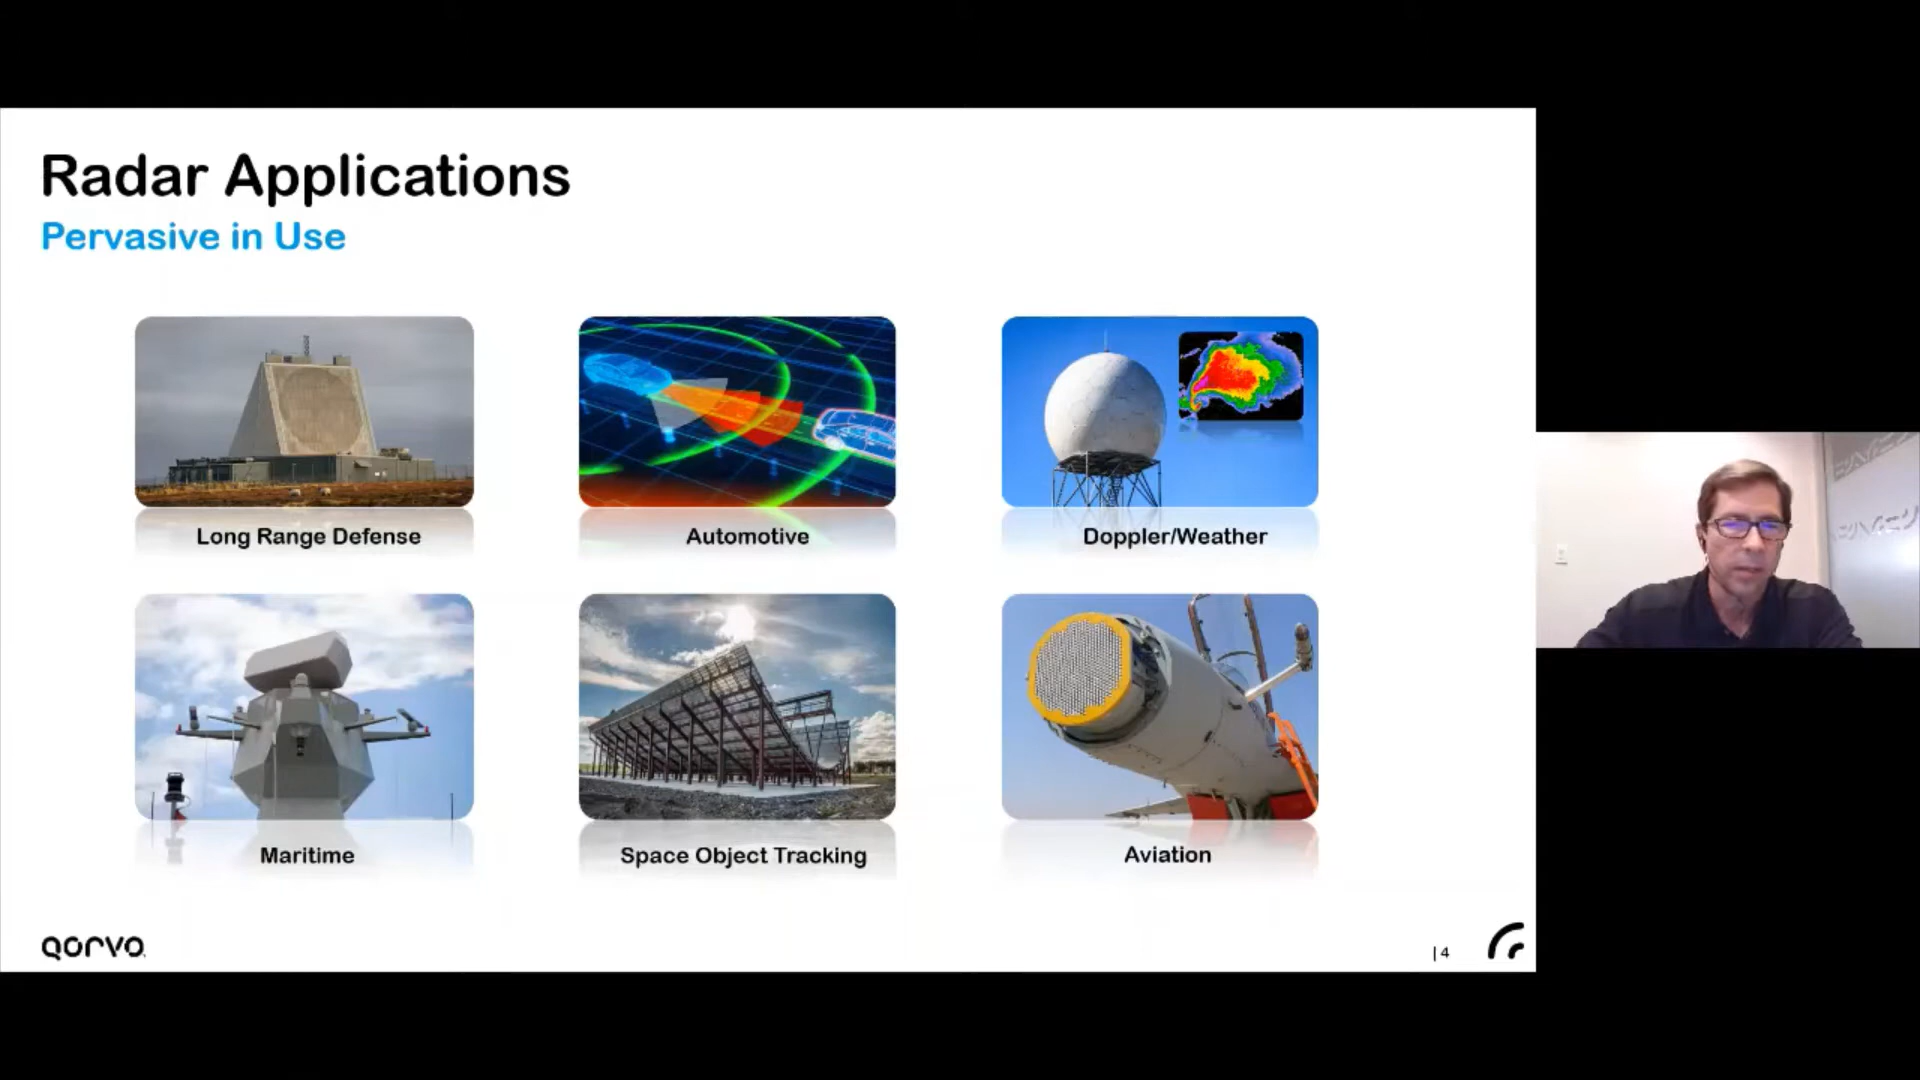 Radar Applications
Pervasive in Use
Long Range Defense
Automotive
Doppler/Weather
Maritime
Space Object Tracking
Aviation
QORVO
| 4